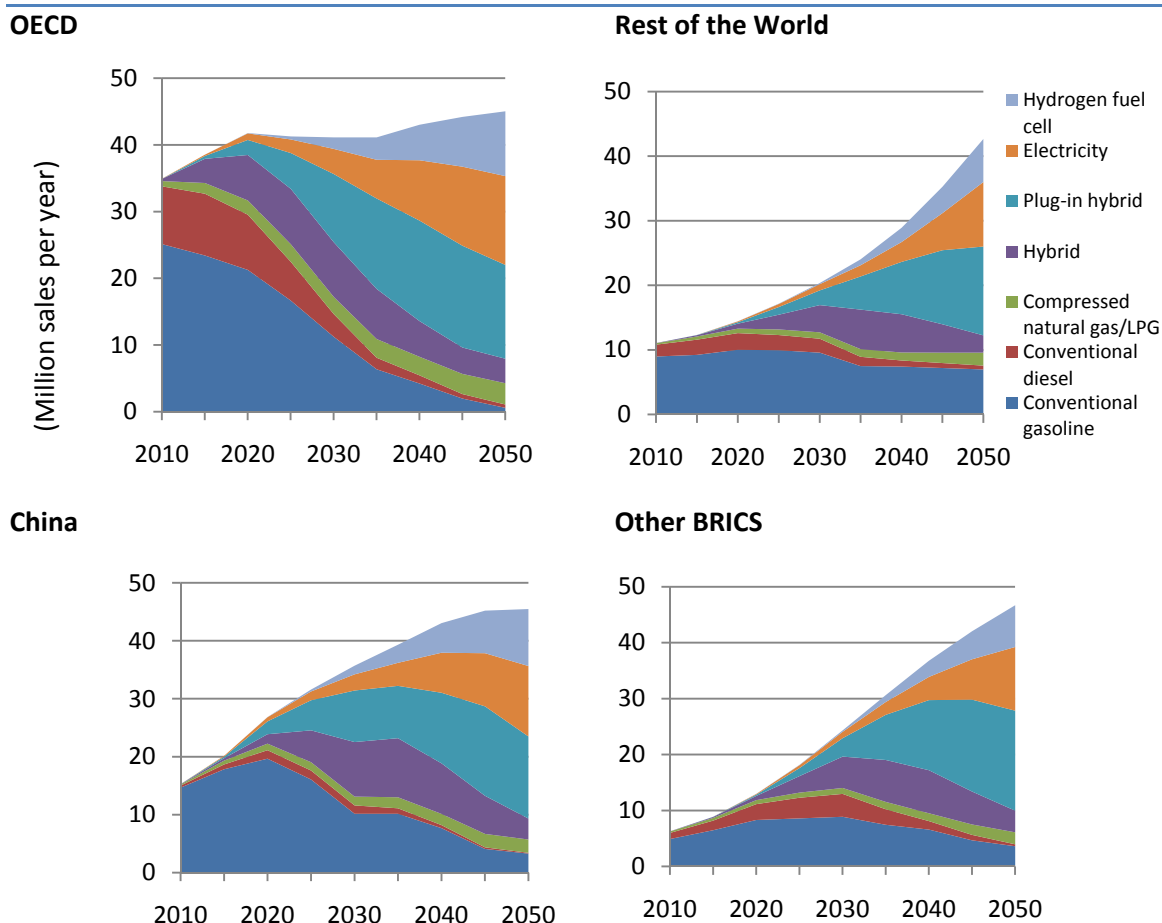 OECD
(Million sales per year)
50
40
30
20
10
0
2010 2020 2030 2040 2050
Rest of the World
50
40
30
20
10
0
2010 2020 2030 2040 2050
Hydrogen fuel
cell
Electricity
Plug-in hybrid
Hybrid
Compressed
natural gas/LPG
Conventional
diesel
Conventional
gasoline
China
50
40
30
20
10
0
2010 2020 2030 2040 2050
Other BRICS
50
40
30
20
10
0
2010 2020 2030 2040 2050